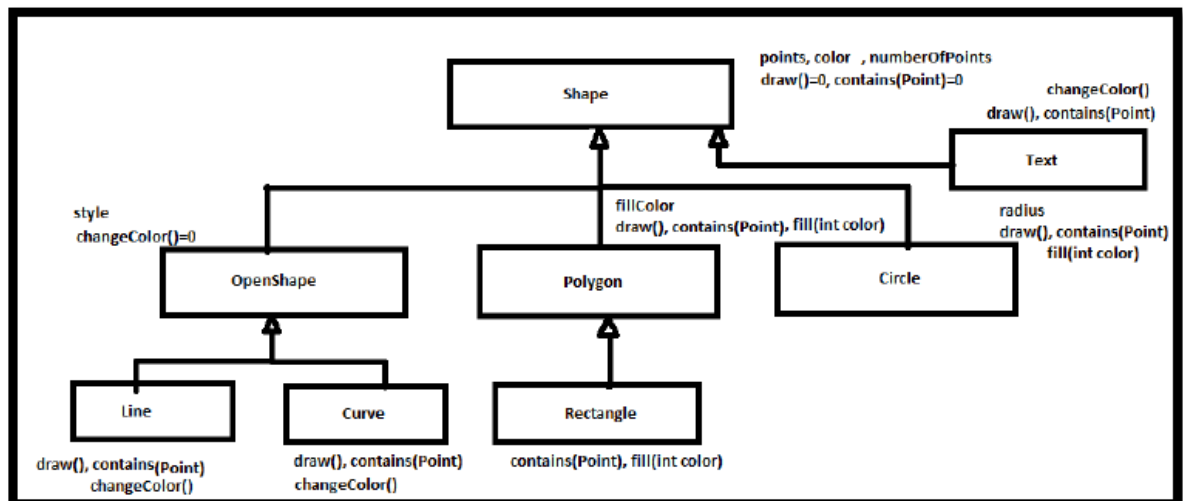 points, color , numberOfPoints
draw()=0, contains(Point)=0
Shape
changeColor()
draw(), contains(Point)
Text
style
changeColor()=0
fillColor
draw(), contains(Point), fill(int color)
radius
draw(), contains(Point)
fill(int color)
OpenShape
Polygon
Circle
Line
Curve
Rectangle
draw(), contains(Point)
changeColor()
draw(), contains(Point)
changeColor()
contains(Point), fill(int color)